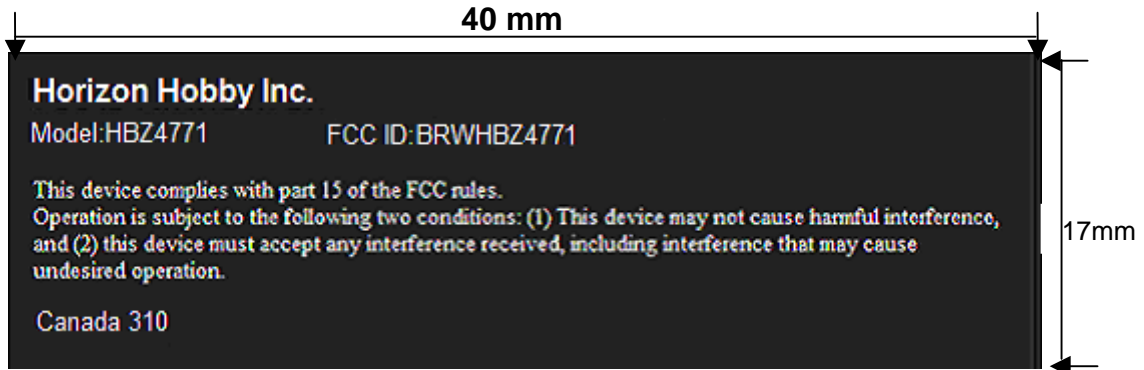 40 mm
Horizon Hobby Inc.
Model:HBZ4771 FCC ID:BRWHBZ4771
This device complies with part 15 of the FCC rules.
Operation is subject to the following two conditions: (1) This device may not cause harmful interference,
and (2) this device must accept any interference received, including interference that may cause
undesired operation.
17mm
Canada 310